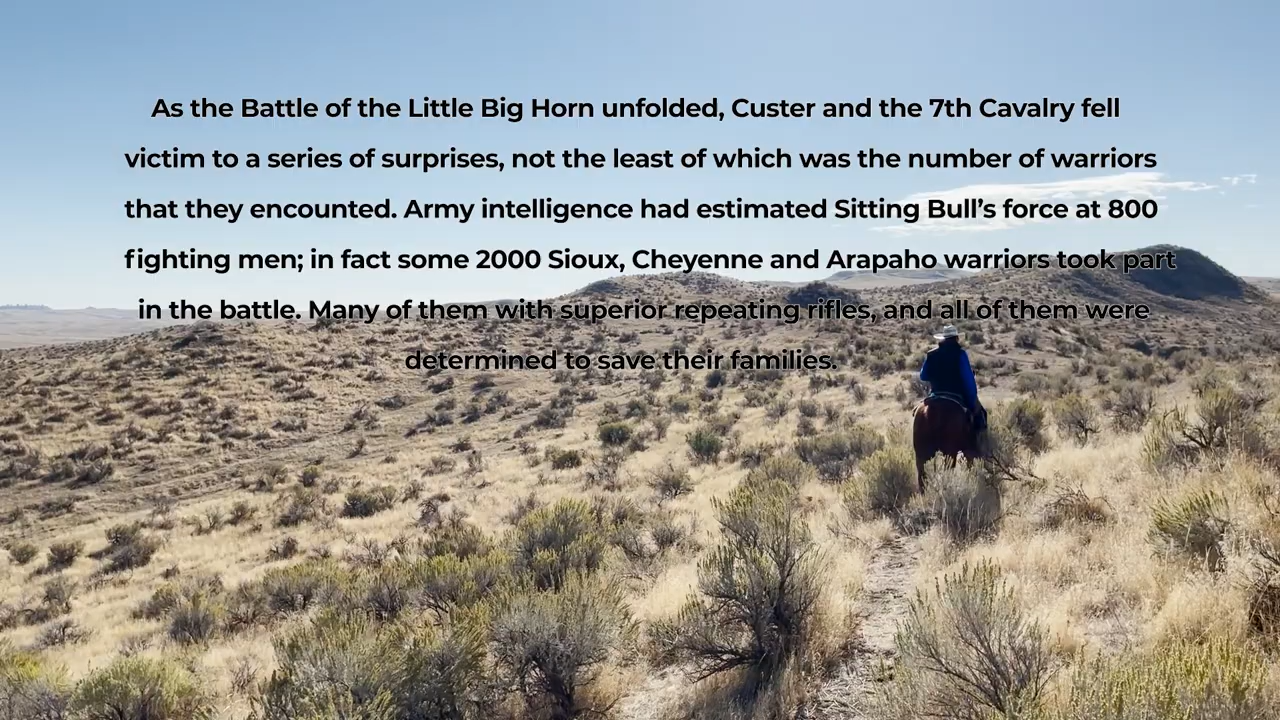 As the Battle of the Little Big Horn unfolded, Custer and the 7th Cavalry fell
victim to a series of surprises, not the least of which was the number of warriors
that they encounted. Army intelligence had estimated Sitting Bull’s force at 800
fighting men; in fact some 2000 Sioux, Cheyenne and Arapaho warriors took part
in the battle. Many of them with superior repeating rifles, and all of them were
determined to save their families.